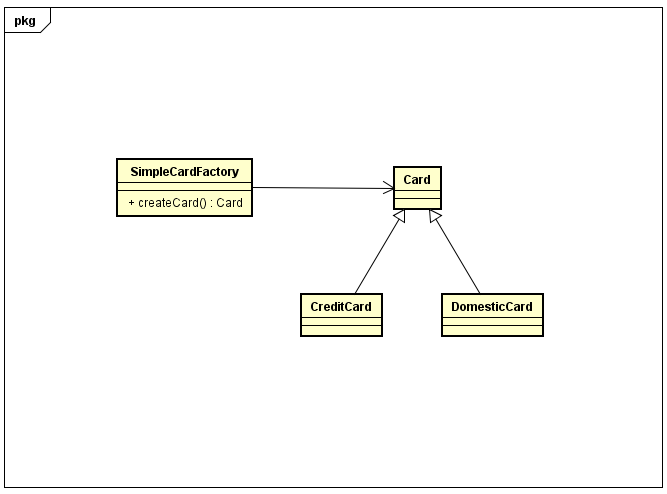 pkg
SimpleCardFactory
+ createCard() : Card
Card
CreditCard
DomesticCard